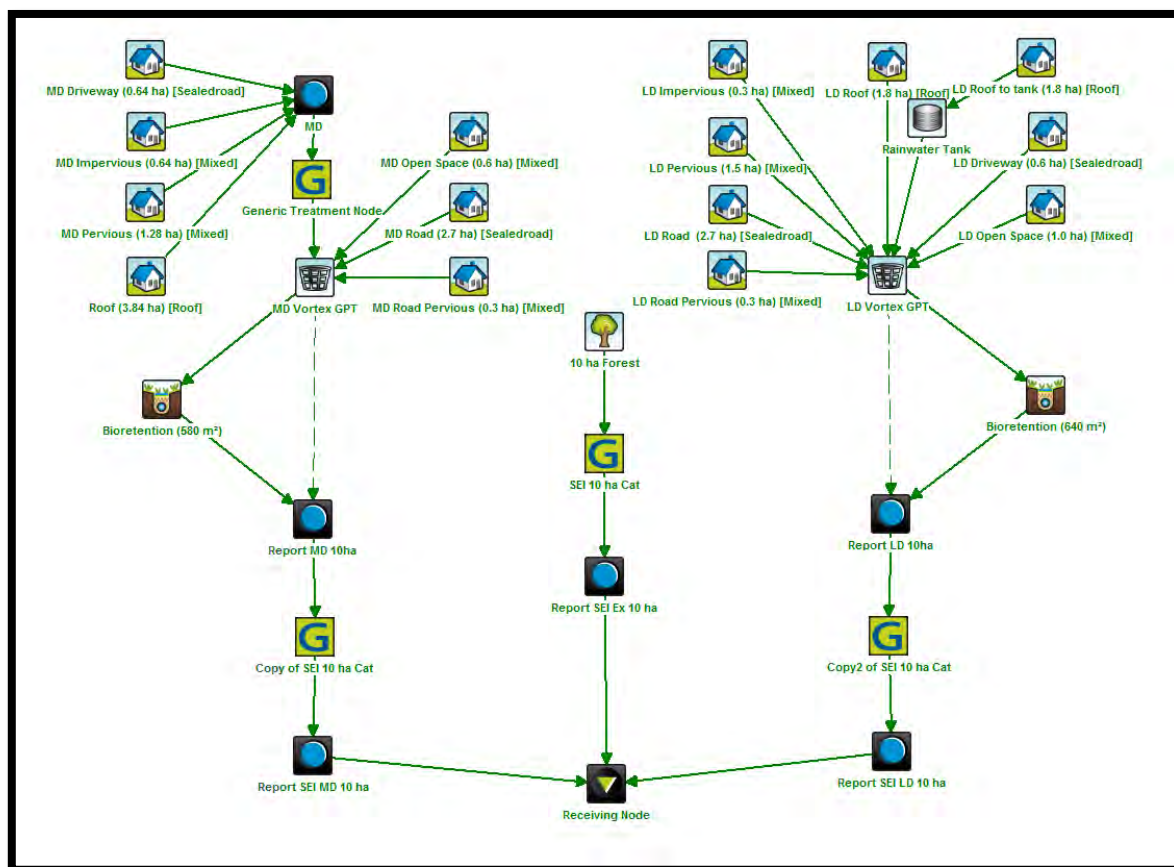 MD Driveway (0.64 ha) [Sealedroad]
MD
MD Impervious (0.64 ha) [Mixed]
MD Open Space (0.6 ha) [Mixed]
G
Generic Treatment Node
MD Pervious (1.28 ha) [Mixed]
MD Road (2.7 ha) [Sealedroad]
Roof (3.84 ha) [Roof]
MD Vortex GPT
MD Road Pervious (0.3 ha) [Mixed]
LD Impervious (0.3 ha) [Mixed]
LD Roof (1.8 ha) [Roof]
LD Roof to tank (1.8 ha) [Roof]
Rainwater Tank
LD Pervious (1.5 ha) [Mixed]
LD Driveway (0.6 ha) [Sealedroad]
LD Road (2.7 ha) [Sealedroad]
LD Open Space (1.0 ha) [Mixed]
LD Road Pervious (0.3 ha) [Mixed]
LD Vortex GPT
10 ha Forest
Bioretention (580 m²)
Bioretention (640 m²)
G
SEI 10 ha Cat
Report MD 10ha
Report LD 10ha
Report SEI Ex 10 ha
G
Copy of SEI 10 ha Cat
G
Copy2 of SEI 10 ha Cat
Report SEI MD 10 ha
Report SEI LD 10 ha
Receiving Node